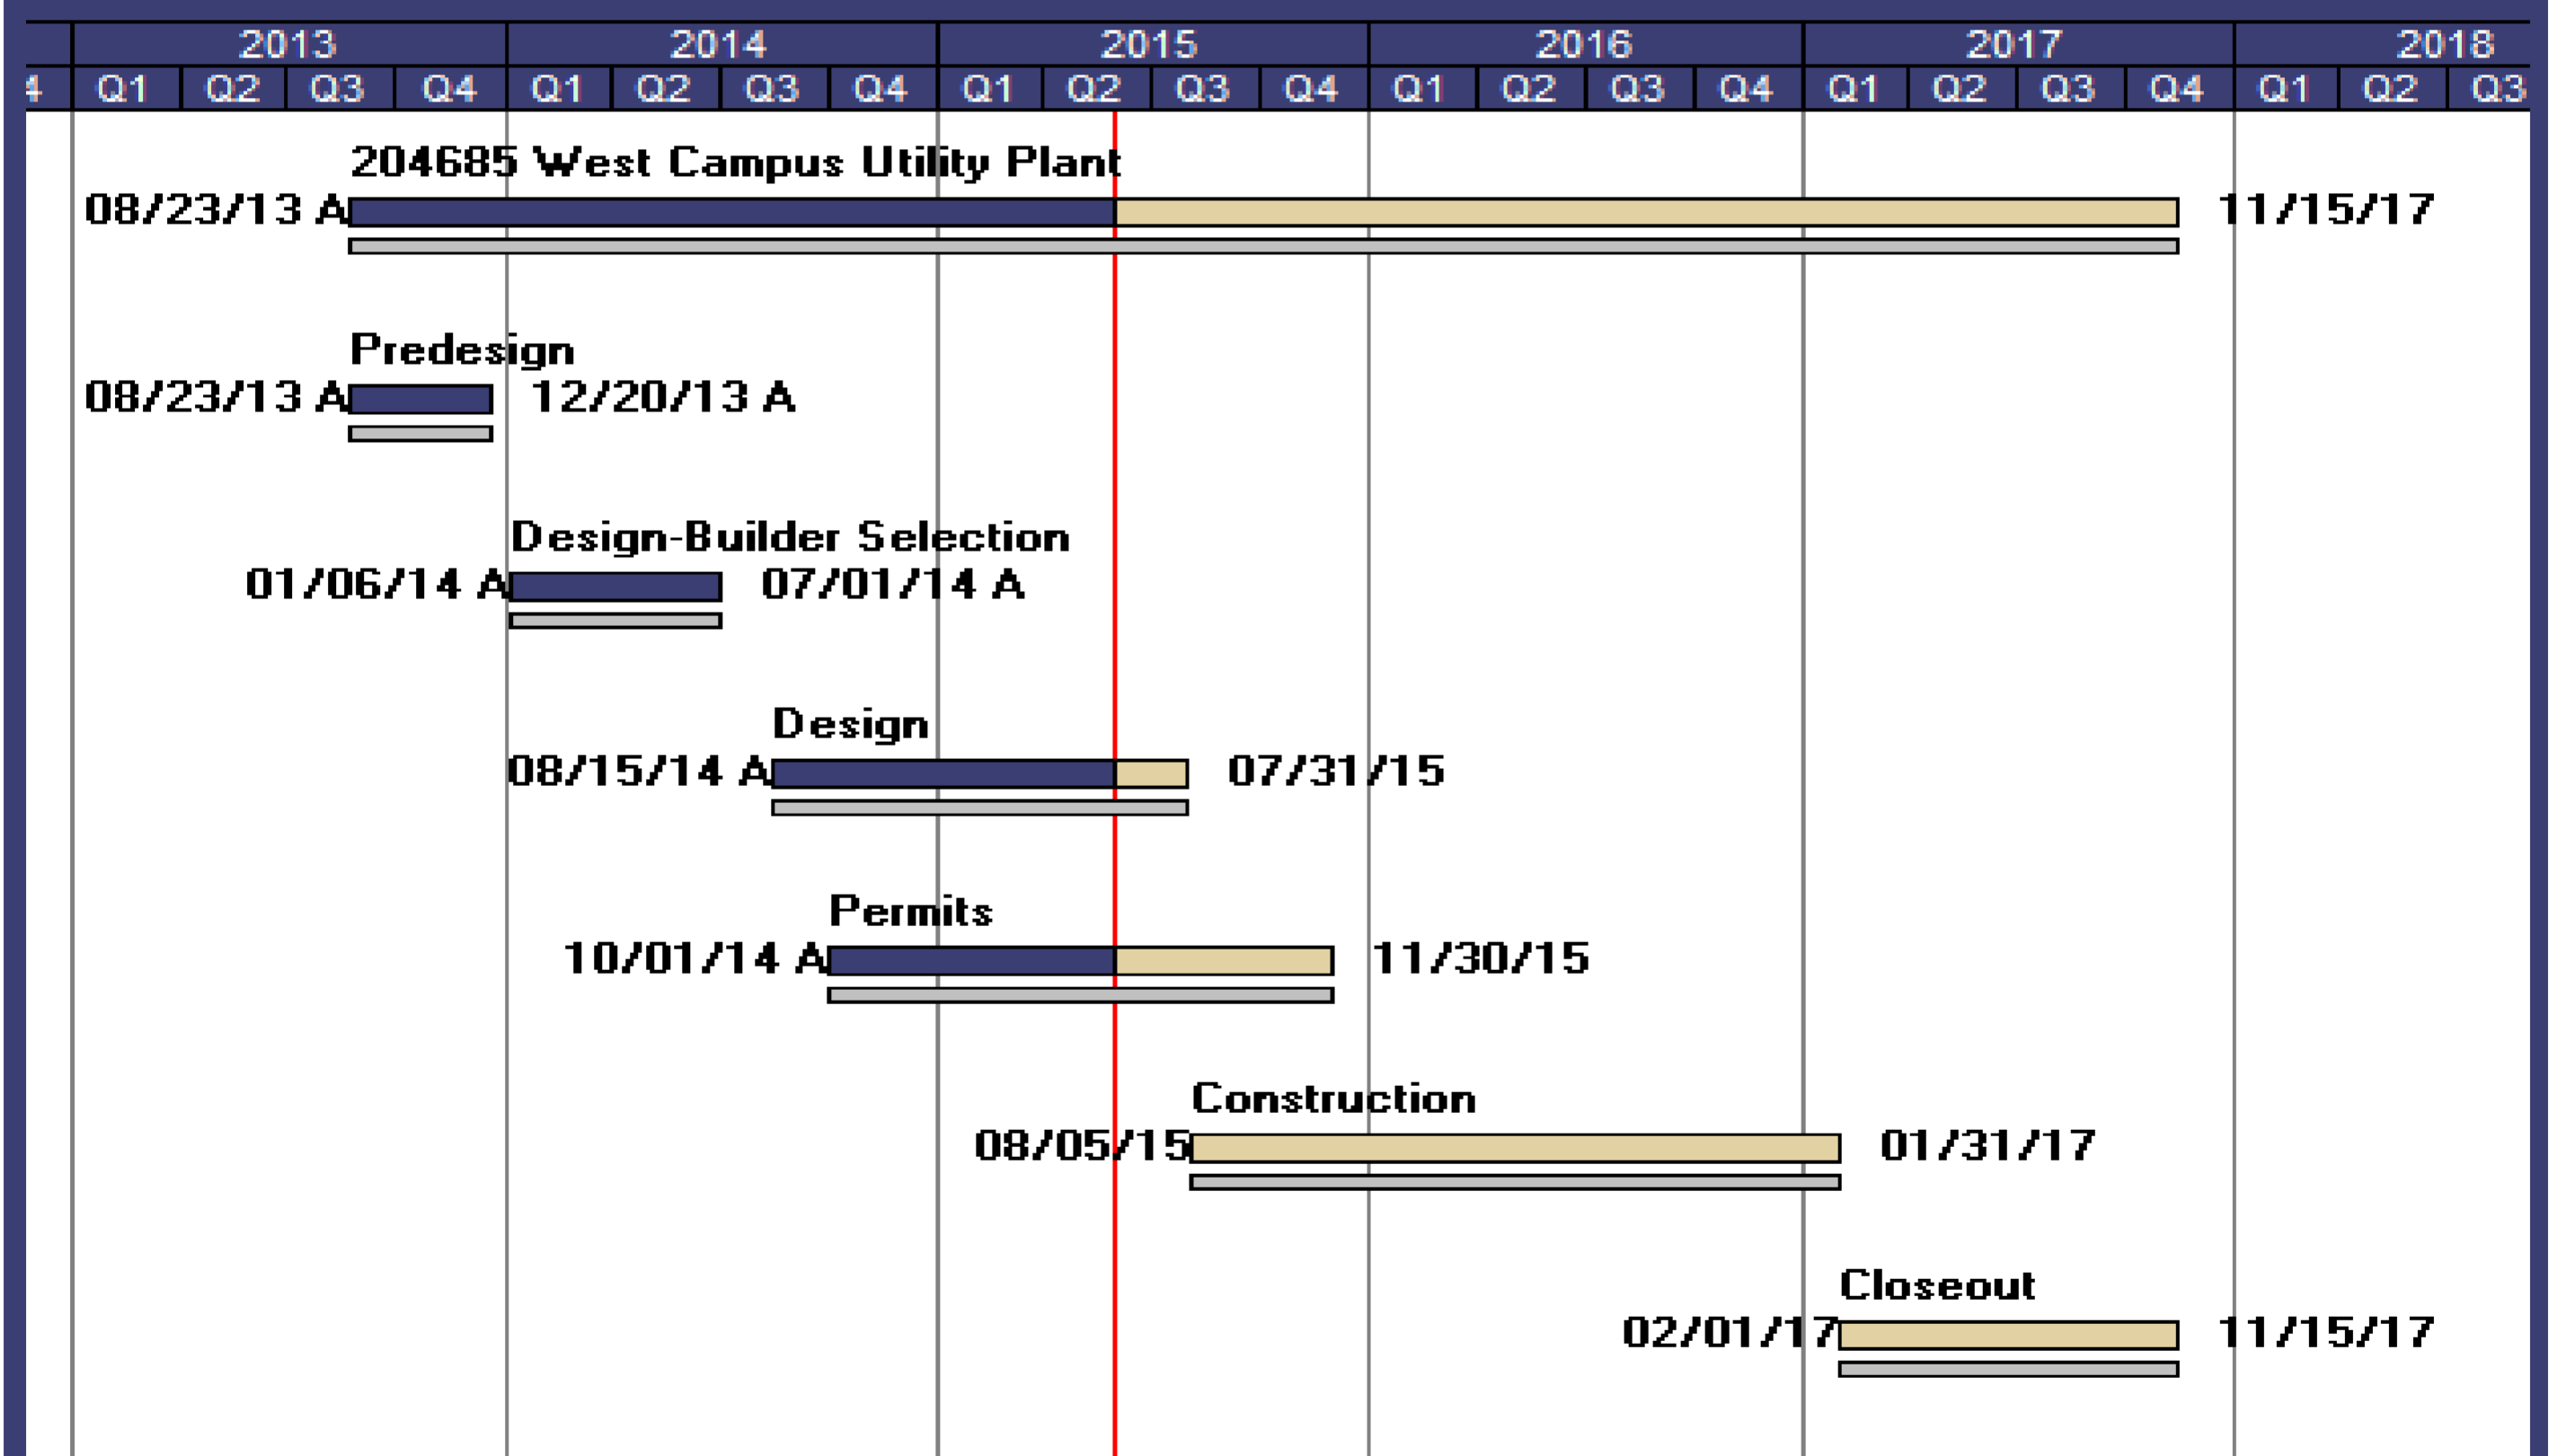 2013 2014 2015 2016 2017 2018
4 Q1 Q2 Q3 Q4 Q1 Q2 Q3 Q4 Q1 Q2 Q3 Q4 Q1 Q2 Q3 Q4 Q1 Q2 Q3 Q4 Q1 Q2 Q3
204685 West Campus Utility Plant
08/23/13 A 11/15/17
Predesign
08/23/13 A 12/20/13 A
Design-Builder Selection
01/06/14 A 07/01/14 A
Design
08/15/14 A 07/31/15
Permits
10/01/14 A 11/30/15
Construction
08/05/15 01/31/17
Closeout
02/01/17 11/15/17